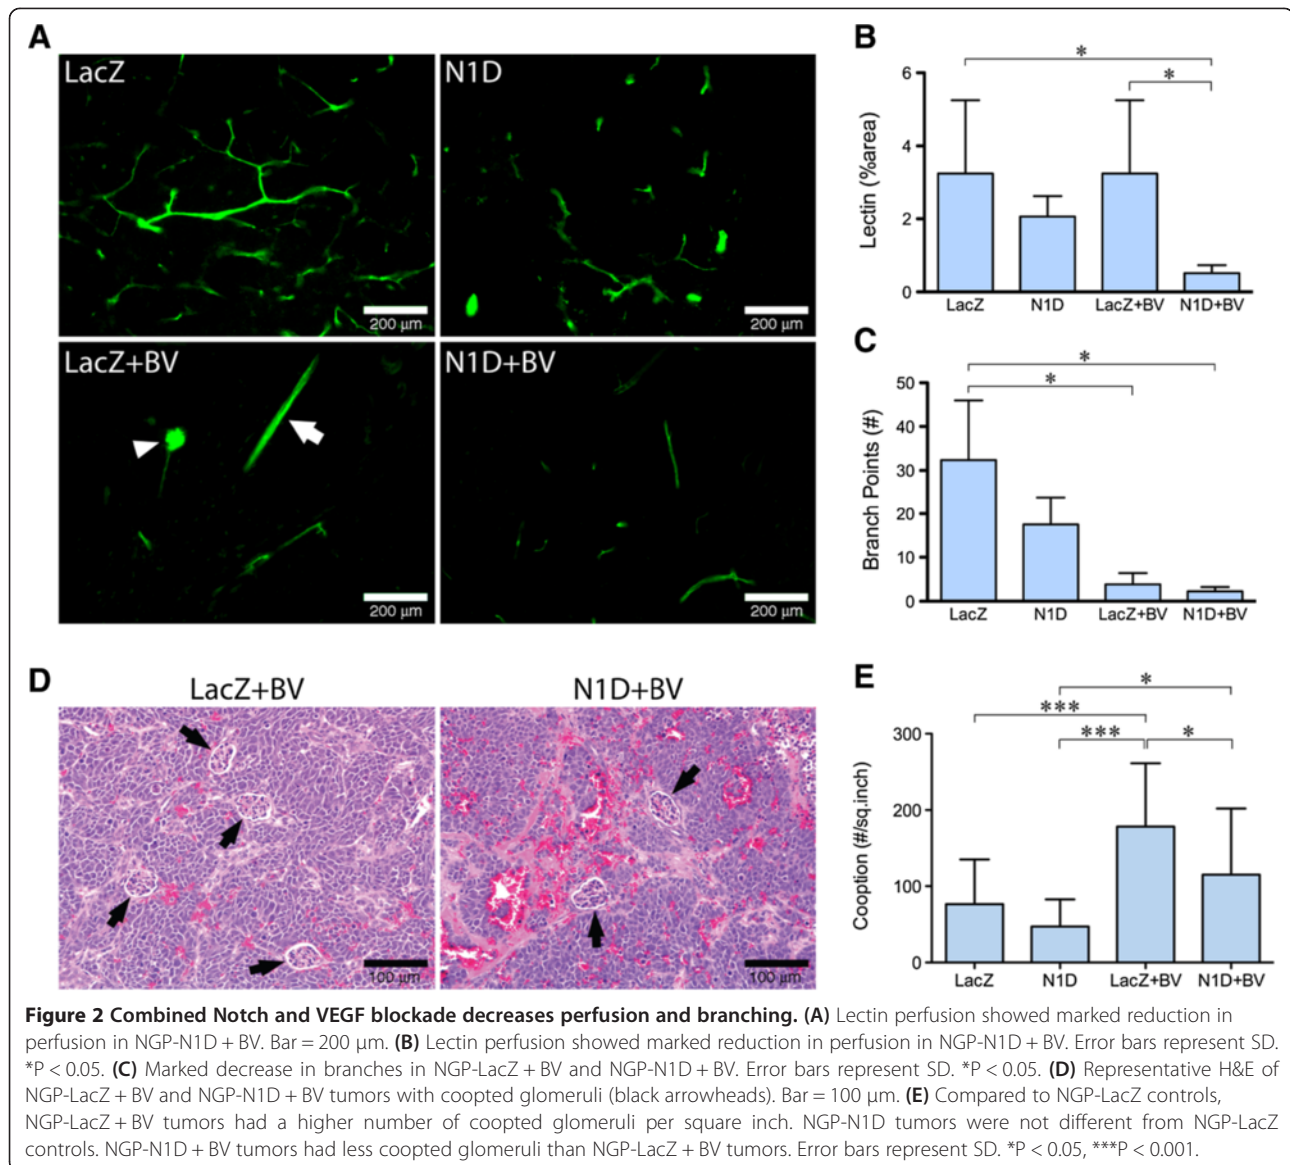 A
LacZ
N1D
200 µm
200 µm
LacZ+BV
N1D+BV
200 µm
200 µm
B
*
*
6
4
2
0
Lectin (%area)
LacZ
N1D
LacZ+BV
N1D+BV
C
*
*
50
40
30
20
10
0
Branch Points (#)
LacZ
N1D
LacZ+BV
N1D+BV
D
LacZ+BV
N1D+BV
100 µm
100 µm
E
*
***
***
*
300
200
100
0
Cooption (#/sq.inch)
LacZ
N1D
LacZ+BV
N1D+BV
Figure 2 Combined Notch and VEGF blockade decreases perfusion and branching. (A) Lectin perfusion showed marked reduction in
perfusion in NGP-N1D + BV. Bar = 200 µm. (B) Lectin perfusion showed marked reduction in perfusion in NGP-N1D + BV. Error bars represent SD.
*P < 0.05. (C) Marked decrease in branches in NGP-LacZ + BV and NGP-N1D + BV. Error bars represent SD. *P < 0.05. (D) Representative H&E of
NGP-LacZ + BV and NGP-N1D + BV tumors with coopted glomeruli (black arrowheads). Bar = 100 µm. (E) Compared to NGP-LacZ controls,
NGP-LacZ + BV tumors had a higher number of coopted glomeruli per square inch. NGP-N1D tumors were not different from NGP-LacZ
controls. NGP-N1D + BV tumors had less coopted glomeruli than NGP-LacZ + BV tumors. Error bars represent SD. *P < 0.05, ***P < 0.001.